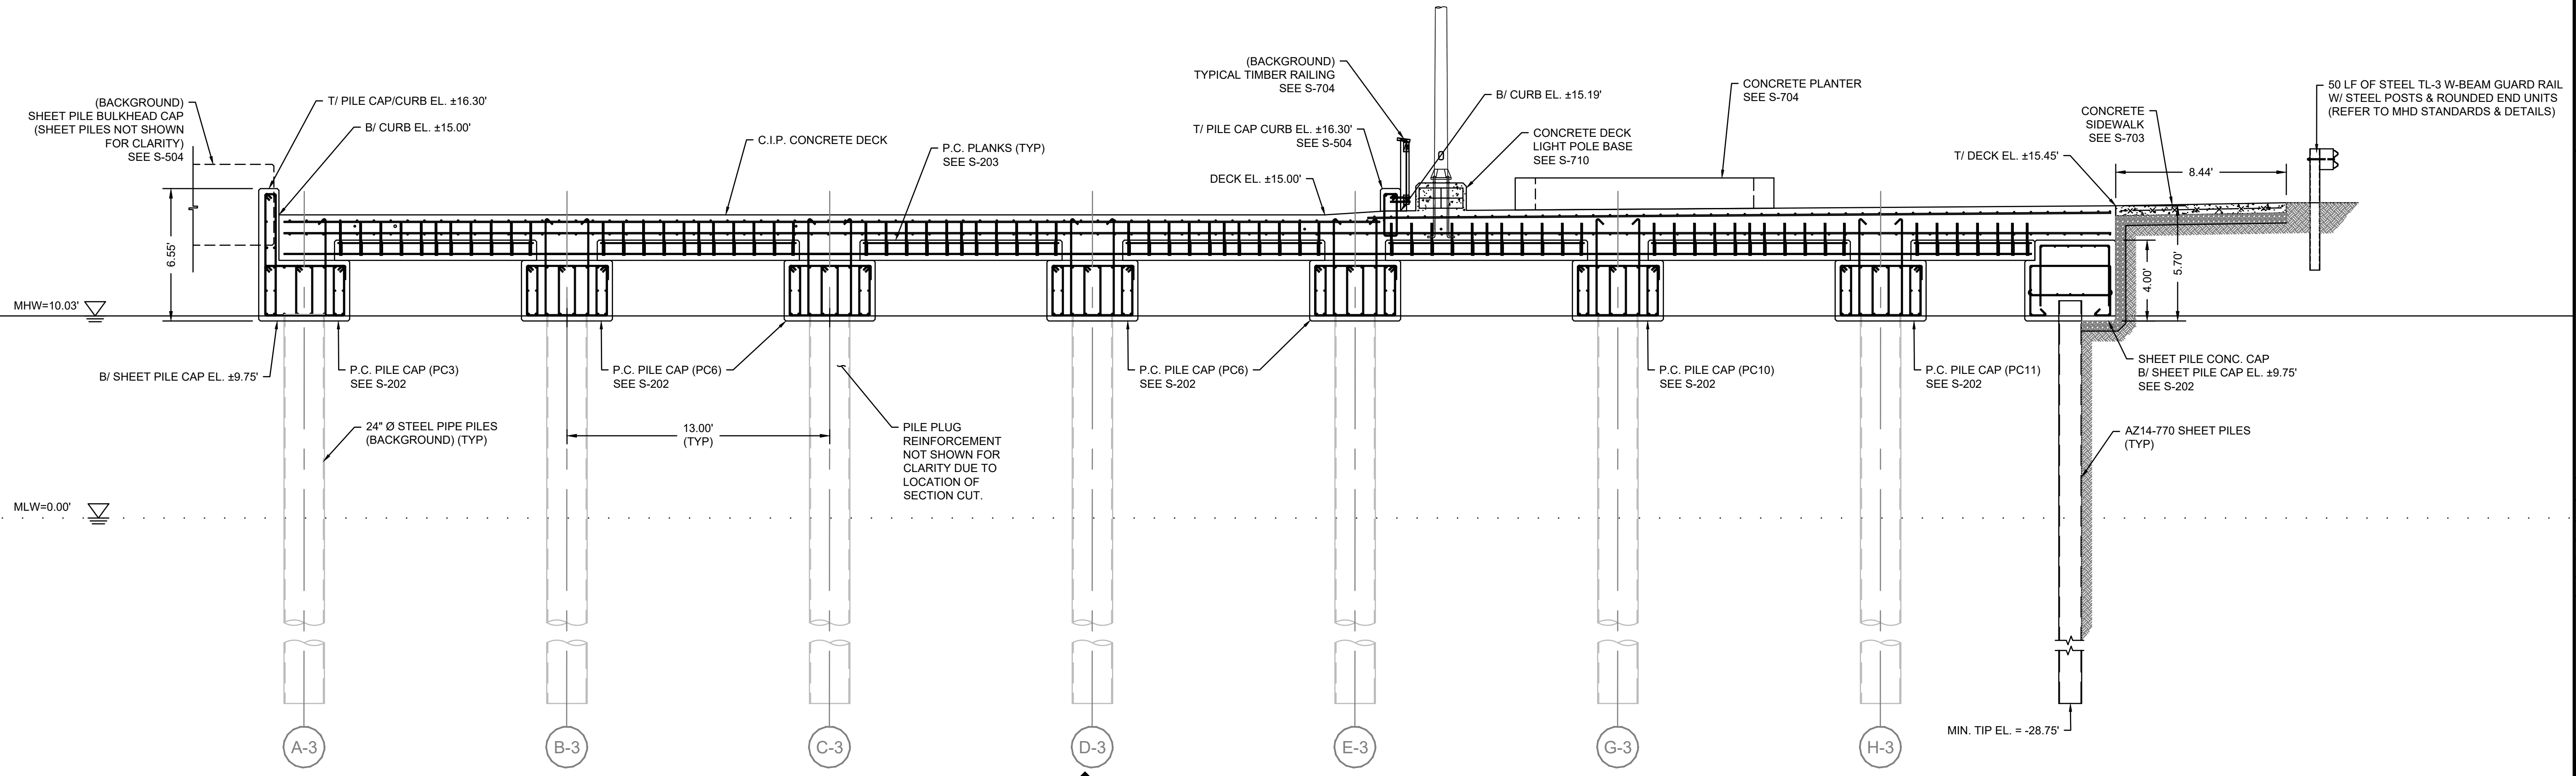 (BACKGROUND)
SHEET PILE BULKHEAD CAP
(SHEET PILES NOT SHOWN
FOR CLARITY)
SEE S-504
T/ PILE CAP/CURB EL. ±16.30'
B/ CURB EL. ±15.00'
C.I.P. CONCRETE DECK
P.C. PLANKS (TYP)
SEE S-203
(BACKGROUND)
TYPICAL TIMBER RAILING
SEE S-704
T/ PILE CAP CURB EL. ±16.30'
SEE S-504
DECK EL. ±15.00'
B/ CURB EL. ±15.19'
CONCRETE DECK
LIGHT POLE BASE
SEE S-710
CONCRETE PLANTER
SEE S-704
CONCRETE
SIDEWALK
SEE S-703
T/ DECK EL. ±15.45'
8.44'
50 LF OF STEEL TL-3 W-BEAM GUARD RAIL
W/ STEEL POSTS & ROUNDED END UNITS
(REFER TO MHD STANDARDS & DETAILS)
6.55'
4.00'
5.70'
MHW=10.03'
B/ SHEET PILE CAP EL. ±9.75'
P.C. PILE CAP (PC3)
SEE S-202
P.C. PILE CAP (PC6)
SEE S-202
P.C. PILE CAP (PC6)
SEE S-202
P.C. PILE CAP (PC10)
SEE S-202
P.C. PILE CAP (PC11)
SEE S-202
SHEET PILE CONC. CAP
B/ SHEET PILE CAP EL. ±9.75'
SEE S-202
24" Ø STEEL PIPE PILES
(BACKGROUND) (TYP)
13.00'
(TYP)
PILE PLUG
REINFORCEMENT
NOT SHOWN FOR
CLARITY DUE TO
LOCATION OF
SECTION CUT.
AZ14-770 SHEET PILES
(TYP)
MLW=0.00'
MIN. TIP EL. = -28.75'
A-3
B-3
C-3
D-3
E-3
G-3
H-3